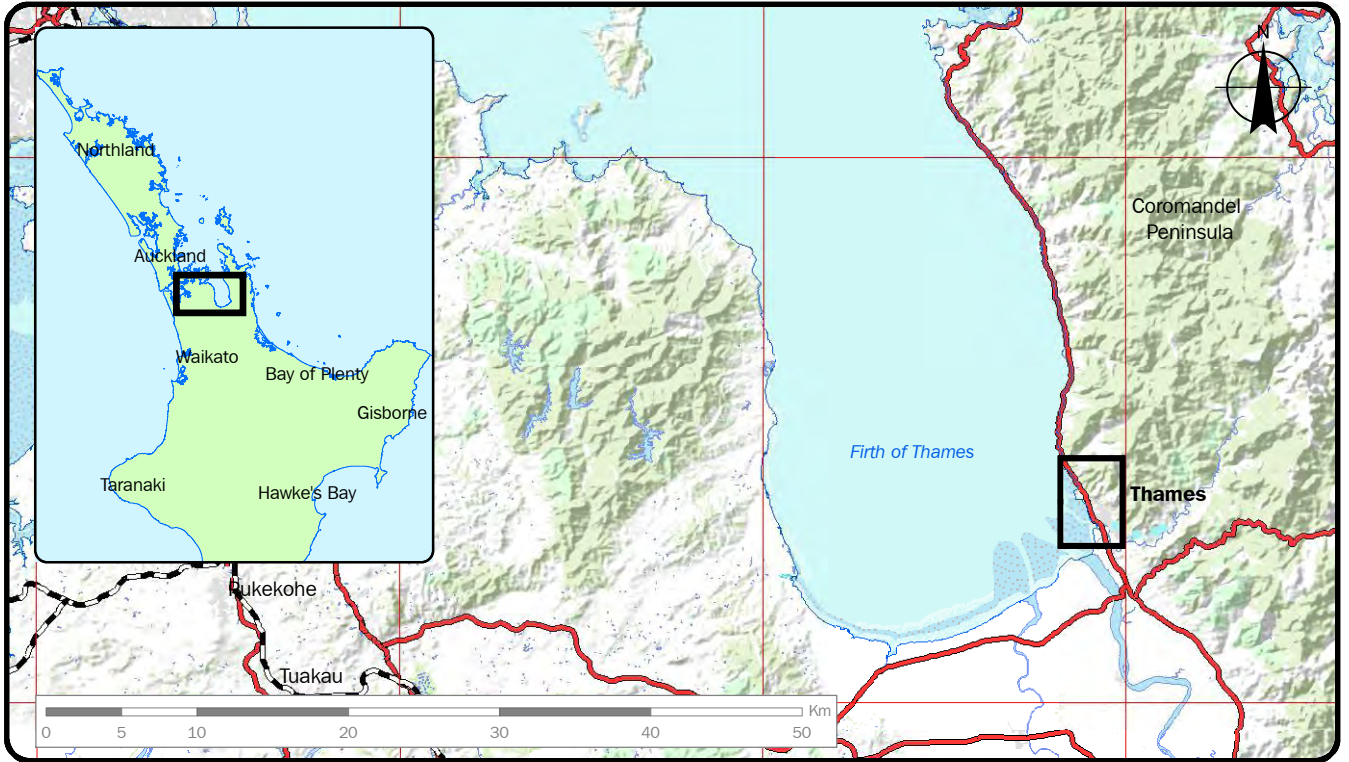 N
Northland
Auckland
Waikato
Bay of Plenty
Gisborne
Taranaki
Hawke's Bay
Coromandel
Peninsula
Firth of Thames
Thames
Pukekohe
Tuakau
Km
0 5 10 20 30 40 50